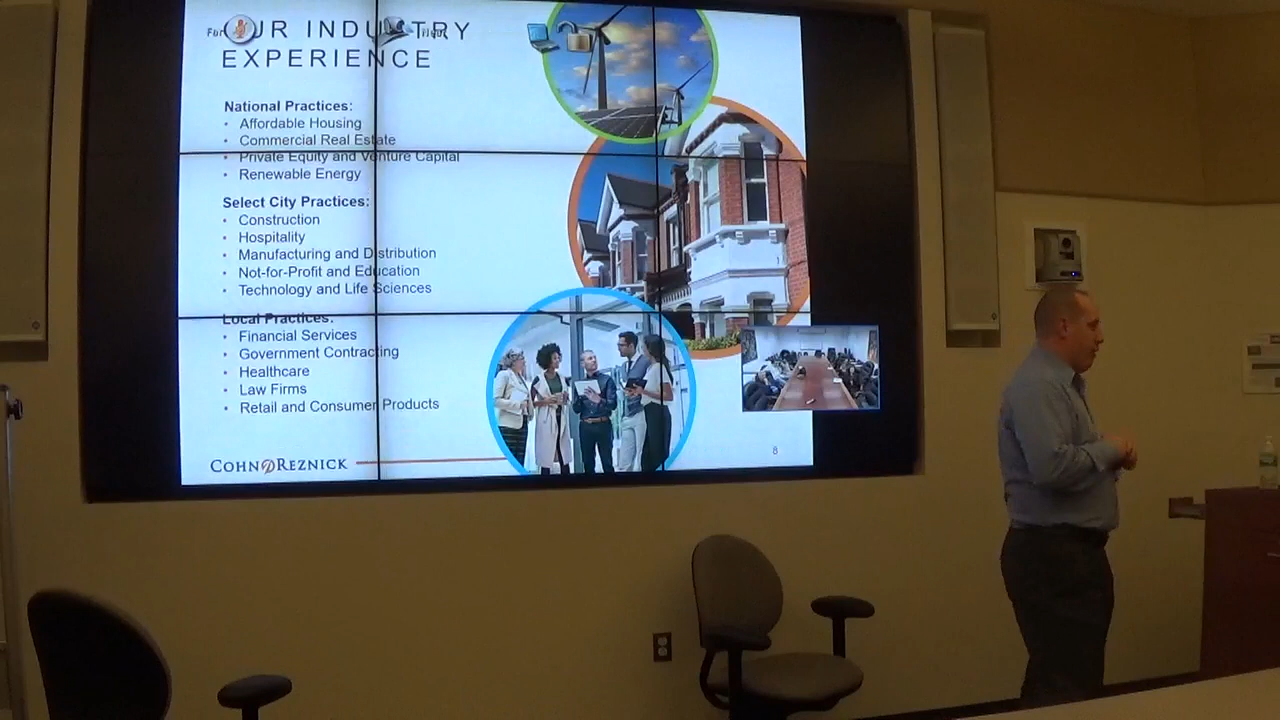 OUR INDUSTRY
EXPERIENCE
National Practices:
• Affordable Housing
• Commercial Real Estate
• Private Equity and Venture Capital
• Renewable Energy
Select City Practices:
• Construction
• Hospitality
• Manufacturing and Distribution
• Not-for-Profit and Education
• Technology and Life Sciences
Local Practices:
• Financial Services
• Government Contracting
• Healthcare
• Law Firms
• Retail and Consumer Products
COHN REZNICK
8